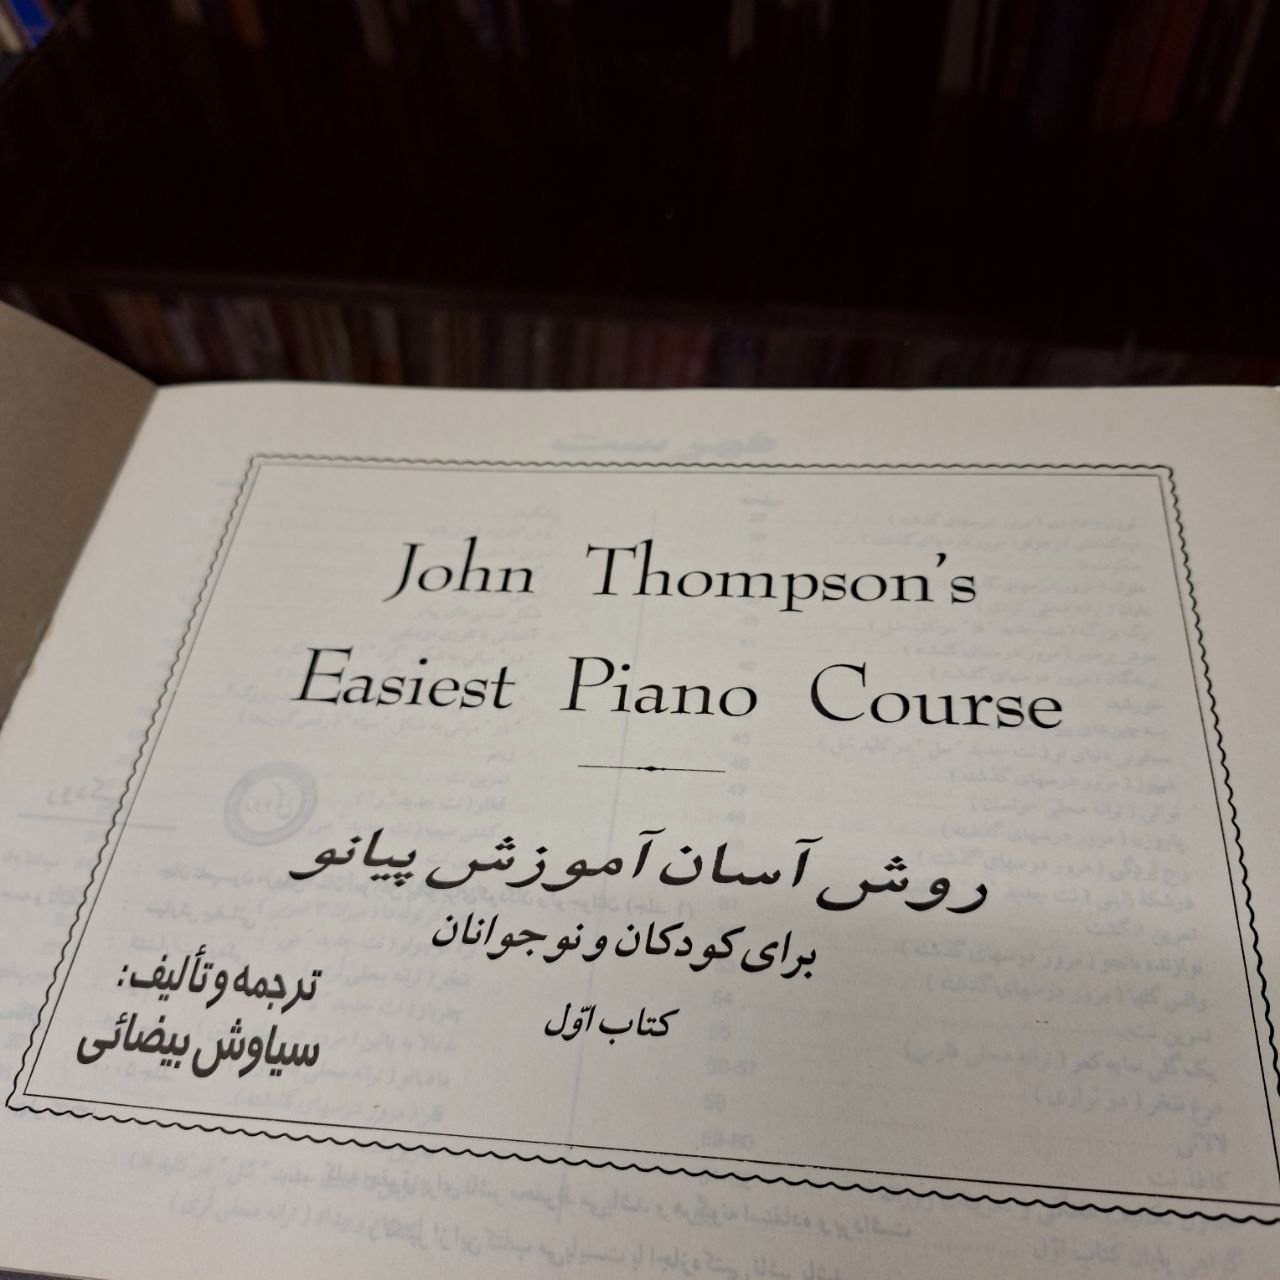 John Thompson's
Easiest Piano Course
روش آسان آموزش پیانو
برای کودکان و نوجوانان
کتاب اوّل
ترجمه و تألیف:
سیاوش بیضائی